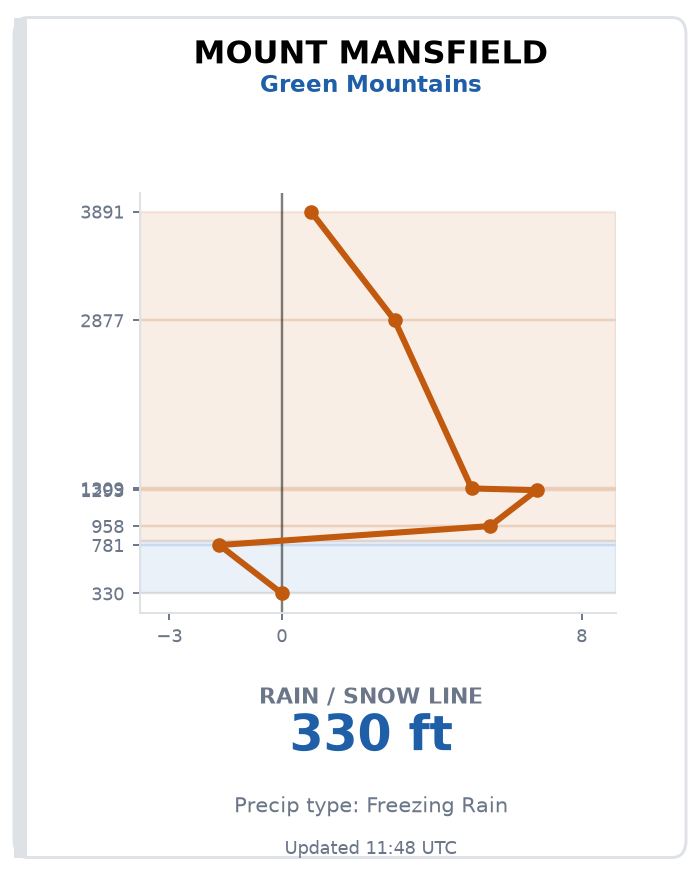 MOUNT MANSFIELD
Green Mountains
3891
2877
958
781
330
−3 0 8
RAIN / SNOW LINE
330 ft
Precip type: Freezing Rain
Updated 11:48 UTC